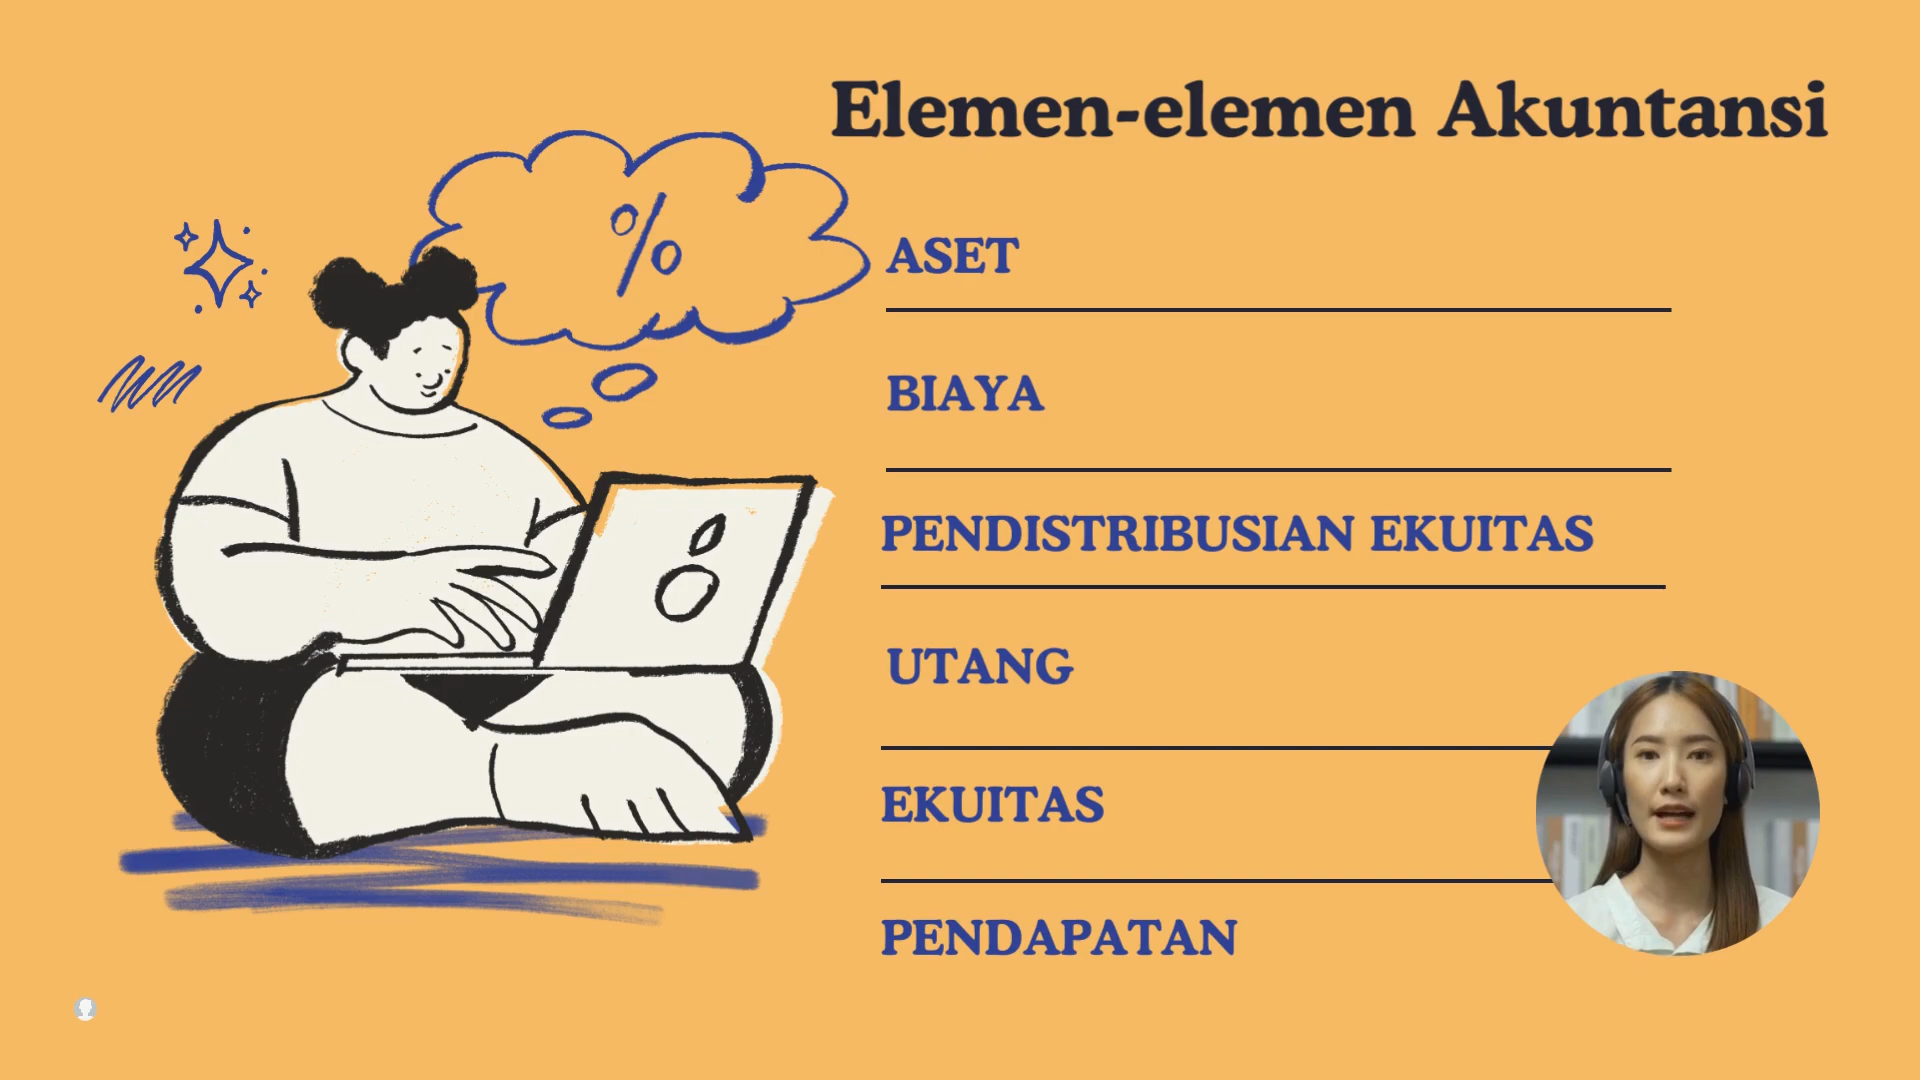 Elemen-elemen Akuntansi
%
ASET
BIAYA
PENDISTRIBUSIAN EKUITAS
UTANG
EKUITAS
PENDAPATAN